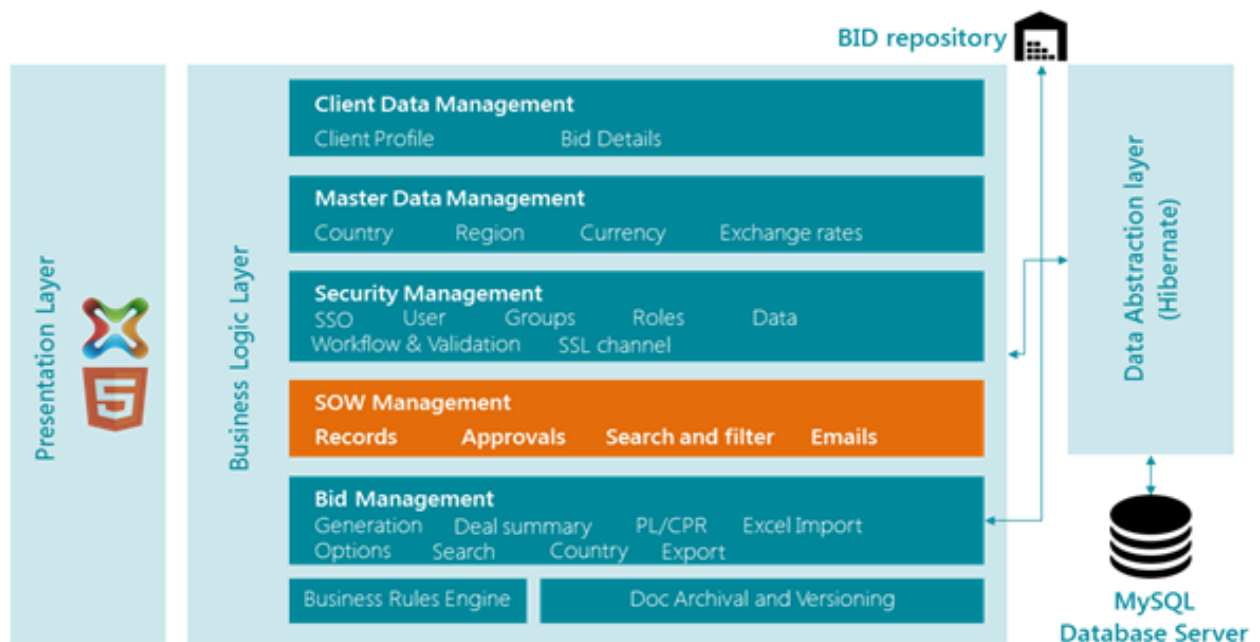 BID repository
Presentation Layer
5
Business Logic Layer
Client Data Management
Client Profile Bid Details
Master Data Management
Country Region Currency Exchange rates
Security Management
SSO User Groups Roles Data
Workflow & Validation SSL channel
SOW Management
Records Approvals Search and filter Emails
Bid Management
Generation Deal summary PL/CPR Excel Import
Options Search Country Export
Business Rules Engine Doc Archival and Versioning
Data Abstraction layer
(Hibernate)
MySQL
Database Server